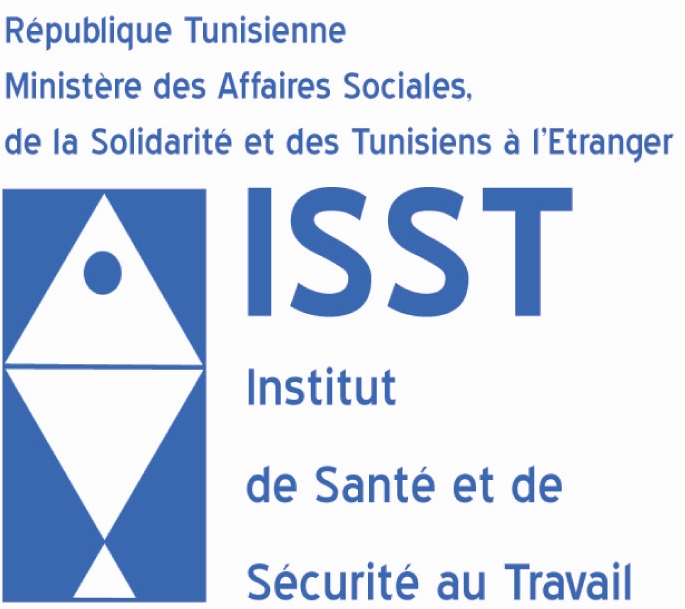 République Tunisienne
Ministère des Affaires Sociales,
de la Solidarité et des Tunisiens à l'Etranger
ISST
Institut
de Santé et de
Sécurité au Travail